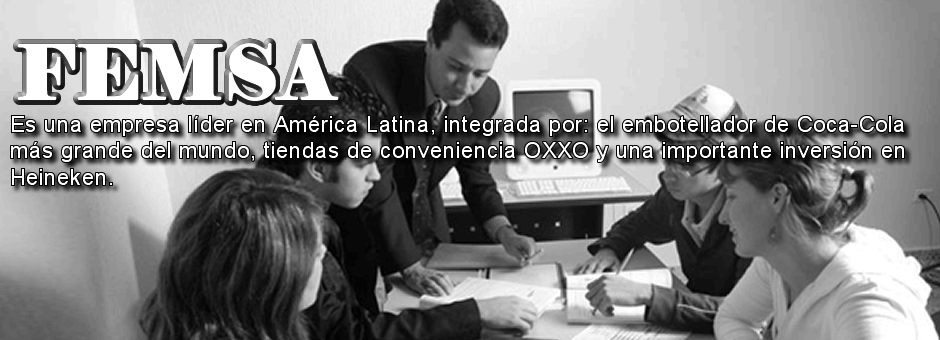 FEMSA
Es una empresa líder en América Latina, integrada por: el embotellador de Coca-Cola
más grande del mundo, tiendas de conveniencia OXXO y una importante inversión en
Heineken.